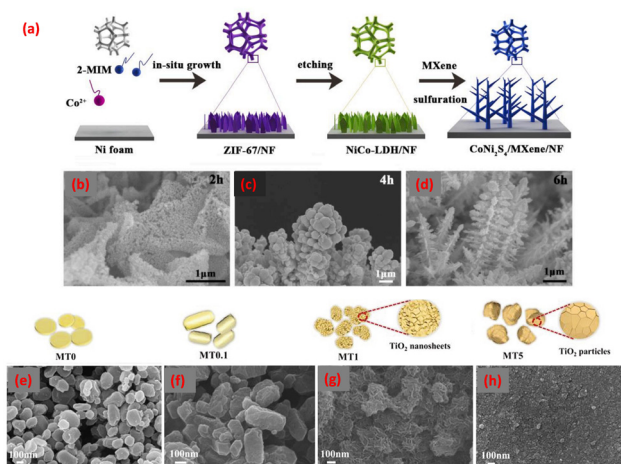 (a)
2-MIM
in-situ growth
etching
MXene
sulfuration
Co²⁺
Ni foam
ZIF-67/NF
NiCo-LDH/NF
CoNi₂S₄/MXene/NF
(b)
2h
1μm
(c)
4h
1μm
(d)
6h
1μm
MT0
MT0.1
MT1
TiO₂ nanosheets
MT5
TiO₂ particles
(e)
100nm
(f)
100nm
(g)
100nm
(h)
100nm